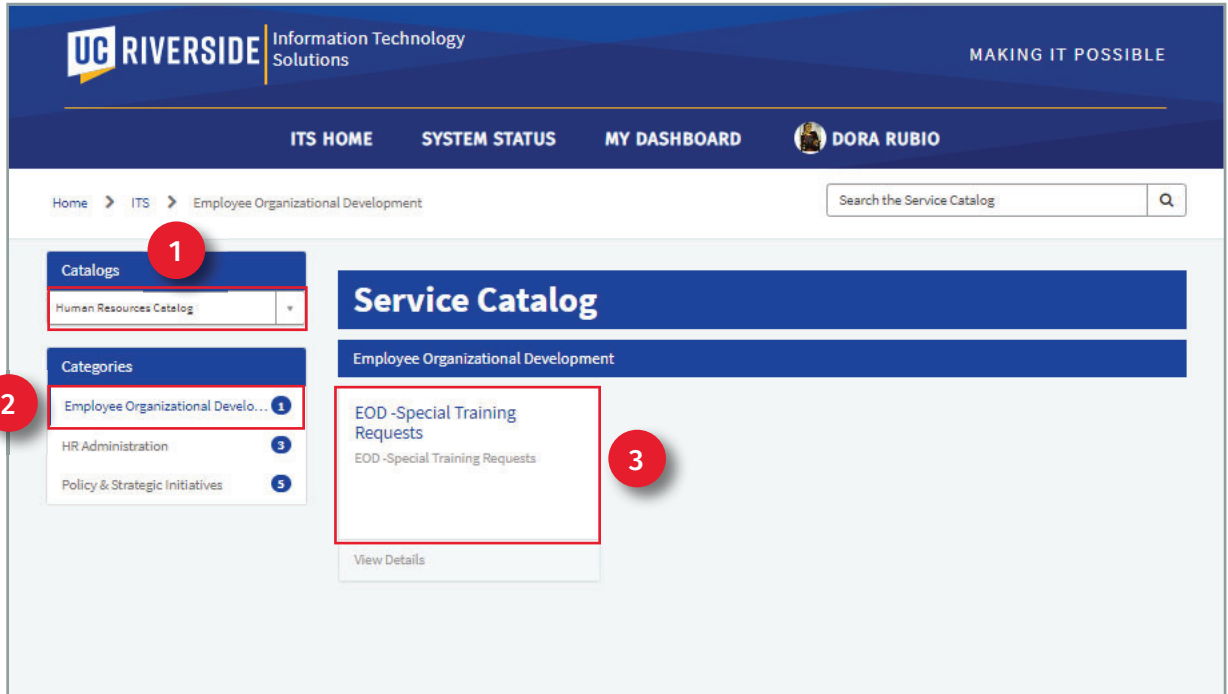 UC RIVERSIDE
Information Technology
Solutions
MAKING IT POSSIBLE
ITS HOME SYSTEM STATUS MY DASHBOARD DORA RUBIO
Home > ITS > Employee Organizational Development
Search the Service Catalog
1
Catalogs
Human Resources Catalog
Service Catalog
Categories
Employee Organizational Development
2
Employee Organizational Develo... 1
HR Administration 3
Policy & Strategic Initiatives 5
EOD -Special Training
Requests
EOD -Special Training Requests
3
View Details